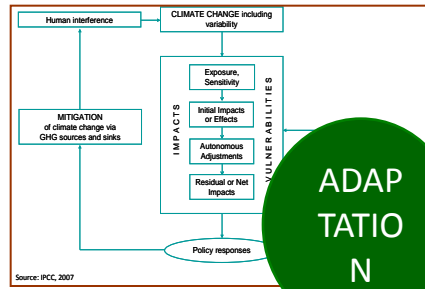 Human interference
CLIMATE CHANGE including
variability
Exposure,
Sensitivity
Initial Impacts
or Effects
Autonomous
Adjustments
Residual or Net
Impacts
IMPACTS
VULNERABILITIES
MITIGATION
of climate change via
GHG sources and sinks
ADAP
TATIO
N
Policy responses
Source: IPCC, 2007